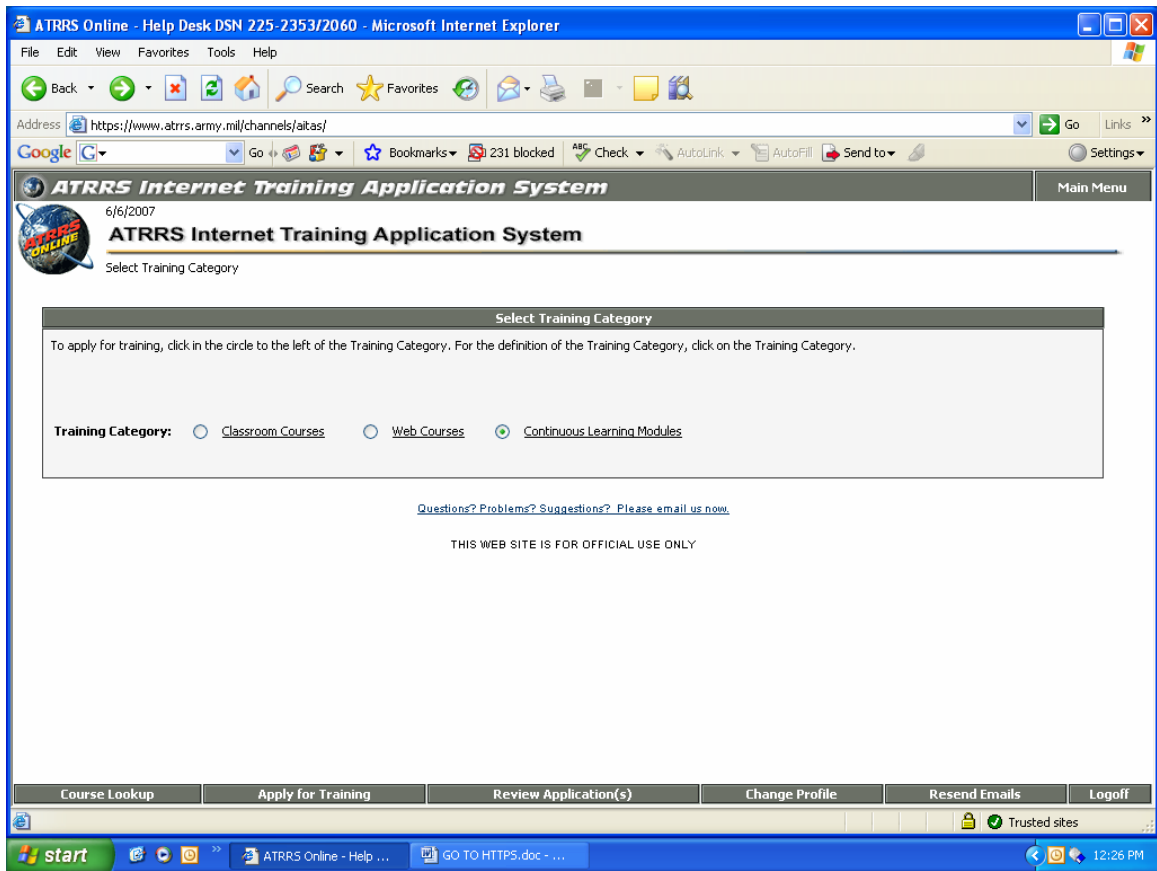 ATRRS Online - Help Desk DSN 225-2353/2060 - Microsoft Internet Explorer
File Edit View Favorites Tools Help
Back Search Favorites
Address https://www.atrrs.army.mil/channels/aitas/ Go Links »
Google G Go Bookmarks 231 blocked ABC Check AutoLink AutoFill Send to Settings
ATRRS Internet Training Application System Main Menu
ATRRS ONLINE
6/6/2007
ATRRS Internet Training Application System
Select Training Category
Select Training Category
To apply for training, click in the circle to the left of the Training Category. For the definition of the Training Category, click on the Training Category.
Training Category: Classroom Courses Web Courses Continuous Learning Modules
Questions? Problems? Suggestions? Please email us now.
THIS WEB SITE IS FOR OFFICIAL USE ONLY
Course Lookup Apply for Training Review Application(s) Change Profile Resend Emails Logoff
Trusted sites
start » ATRRS Online - Help ... GO TO HTTPS.doc - ... 12:26 PM